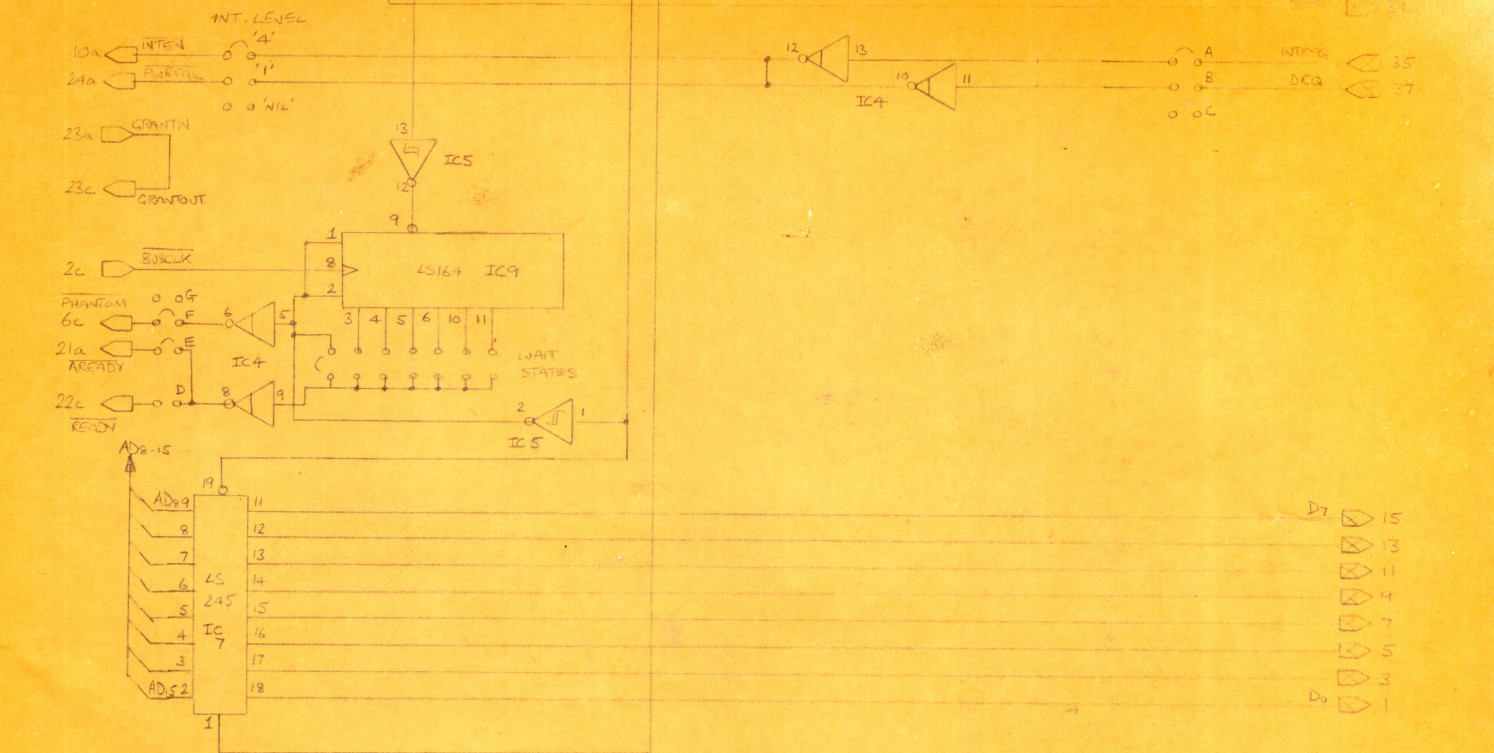 INT. LEVEL
10a INTEN '4' 12 13 A INTRQ 35
24a '1' 10 11 B DRQ 37
'NIL' IC4 C
23a GRANTIN
13 IC5
12
23c GRANTOUT
9
1
2c BUSCLK 8 LS164 IC9
2
PHANTOM G
6c F 6 5 3 4 5 6 10 11
21a E IC4 WAIT
AREADY STATES
22c D 8 9
READY 2 1
IC5
AD8-15
19
AD8 9 11 D7 15
8 12 13
7 13 11
6 LS 14 9
245
5 15 7
IC
4 7 16 5
3 17 3
AD15 2 18 D0 1
1